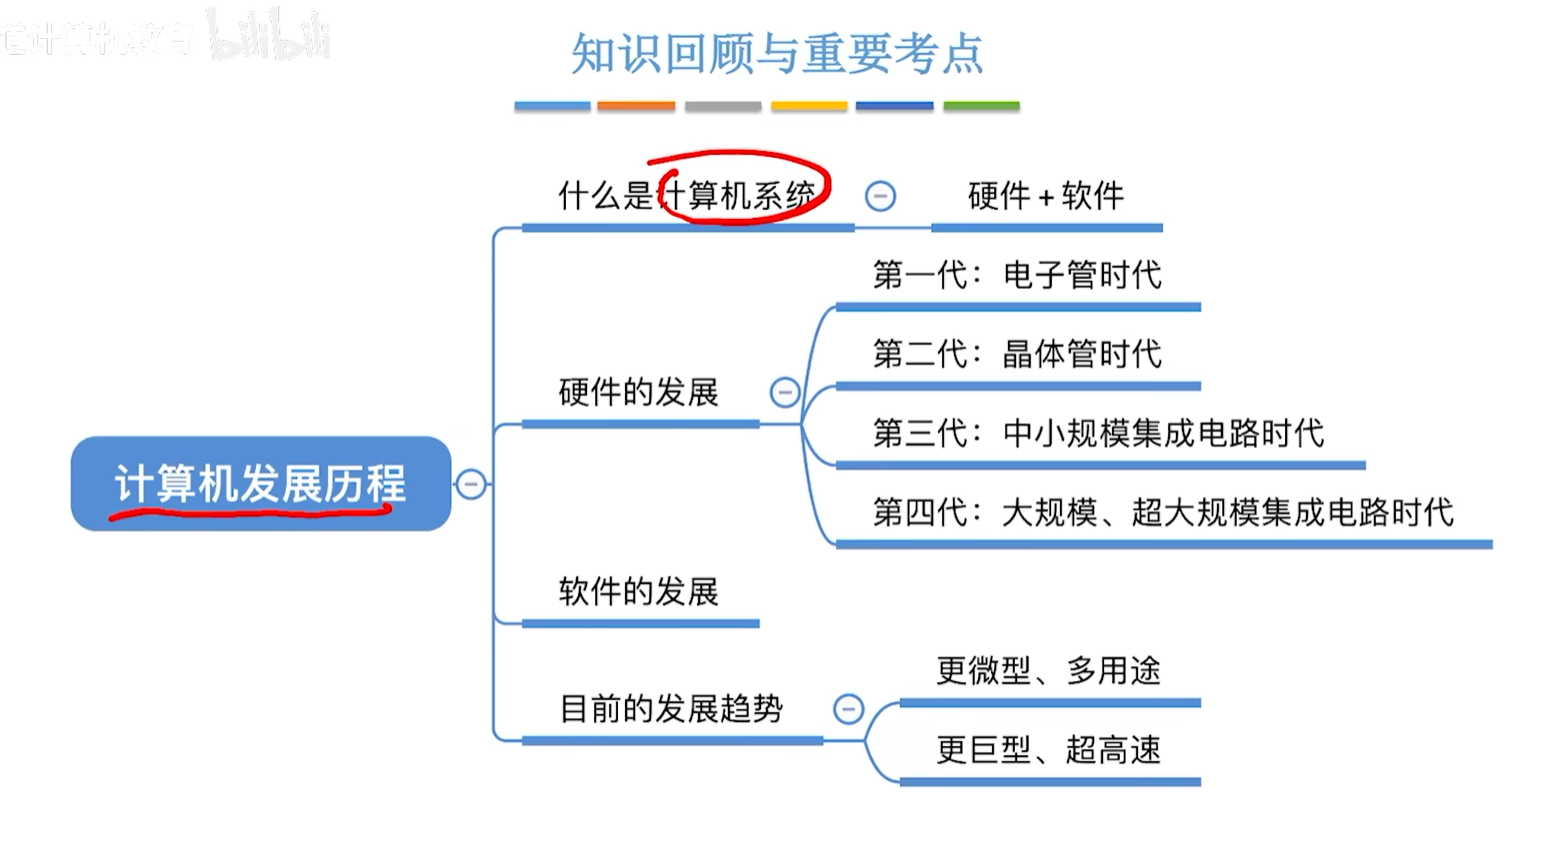 道计算机教育 bilibili
知识回顾与重要考点
什么是计算机系统
硬件+软件
硬件的发展
第一代：电子管时代
第二代：晶体管时代
第三代：中小规模集成电路时代
第四代：大规模、超大规模集成电路时代
计算机发展历程
软件的发展
目前的发展趋势
更微型、多用途
更巨型、超高速